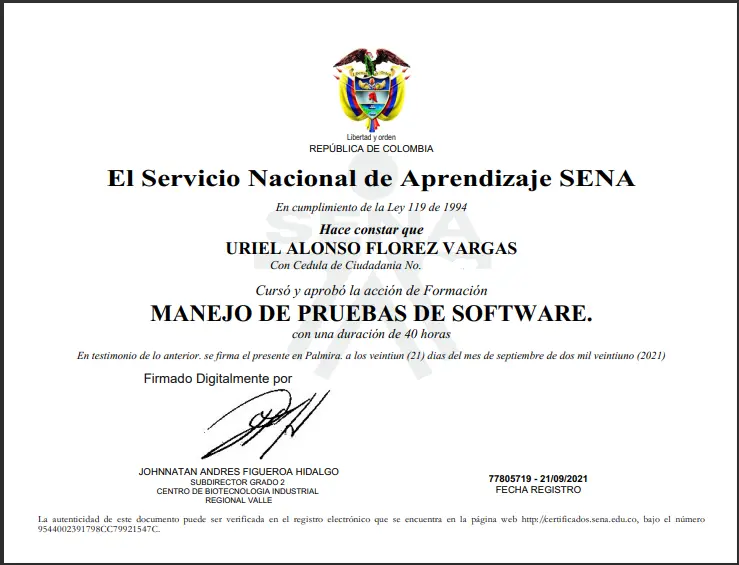 Libertad y orden
REPÚBLICA DE COLOMBIA
El Servicio Nacional de Aprendizaje SENA
En cumplimiento de la Ley 119 de 1994
SENA
Hace constar que
URIEL ALONSO FLOREZ VARGAS
Con Cedula de Ciudadania No.
Cursó y aprobó la acción de Formación
MANEJO DE PRUEBAS DE SOFTWARE.
con una duración de 40 horas
En testimonio de lo anterior. se firma el presente en Palmira. a los veintiun (21) dias del mes de septiembre de dos mil veintiuno (2021)
Firmado Digitalmente por
JOHNNATAN ANDRES FIGUEROA HIDALGO
SUBDIRECTOR GRADO 2
CENTRO DE BIOTECNOLOGIA INDUSTRIAL
REGIONAL VALLE
77805719 - 21/09/2021
FECHA REGISTRO
La autenticidad de este documento puede ser verificada en el registro electrónico que se encuentra en la página web http://certificados.sena.edu.co, bajo el número
9544002391798CC79921547C.